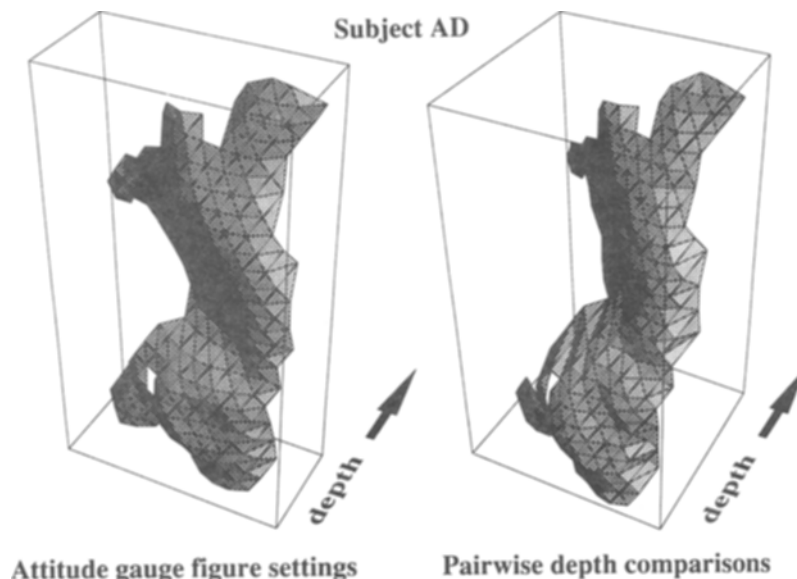 Subject AD
depth
depth
Attitude gauge figure settings
Pairwise depth comparisons